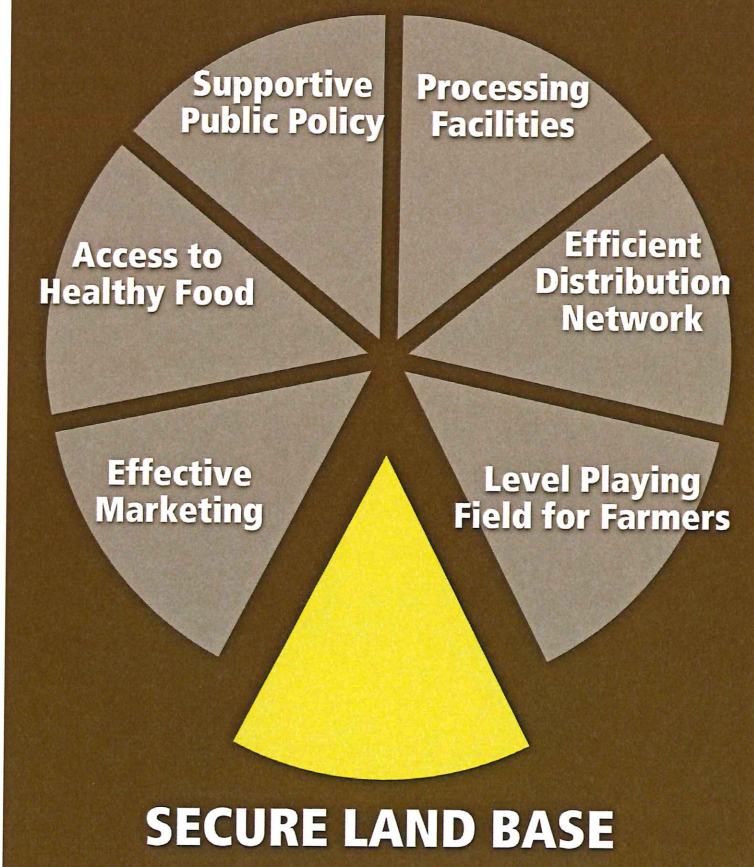 Supportive
Public Policy
Processing
Facilities
Access to
Healthy Food
Efficient
Distribution
Network
Effective
Marketing
Level Playing
Field for Farmers
SECURE LAND BASE